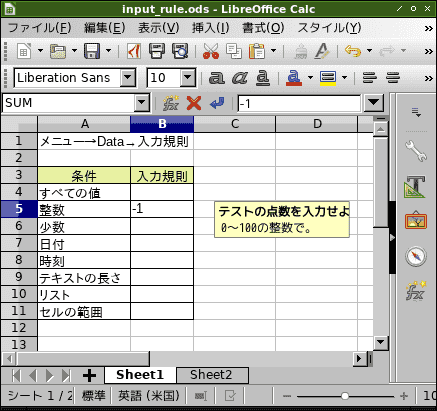 input_rule.ods - LibreOffice Calc
ファイル(F) 編集(E) 表示(V) 挿入(I) 書式(O) スタイル »
Liberation Sans 10 a
SUM -1
A B C D
1 メニュー→Data→入力規則
2
3 条件 入力規則
4 すべての値
5 整数 -1
テストの点数を入力せよ
0〜100の整数で。
6 少数
7 日付
8 時刻
9 テキストの長さ
10 リスト
11 セルの範囲
12
13
Sheet1 Sheet2
シート 1 / 2 標準 英語 (米国) 10